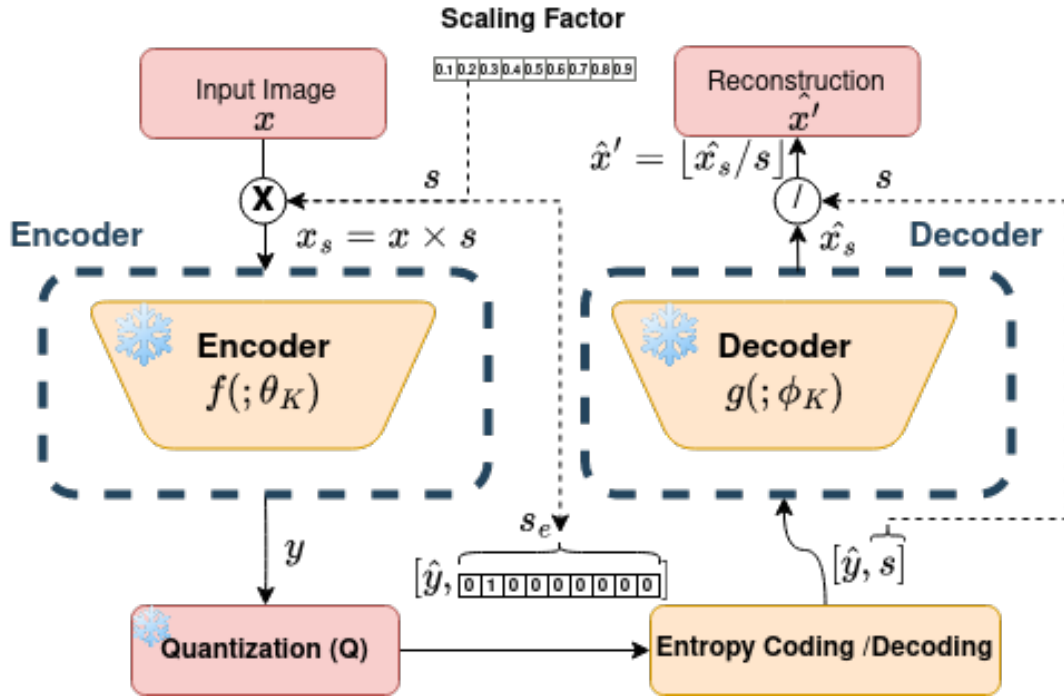 Scaling Factor
0.1 0.2 0.3 0.4 0.5 0.6 0.7 0.8 0.9
Input Image
x
Reconstruction
x̂'
x̂' = ⌊x̂_s/s⌋
s
X
s
/
Encoder
x_s = x × s
x̂_s
Decoder
Encoder
f(; θ_K)
Decoder
g(; ϕ_K)
y
s_e
[ŷ, 0 1 0 0 0 0 0 0 0 ]
[ŷ, s]
Quantization (Q)
Entropy Coding /Decoding